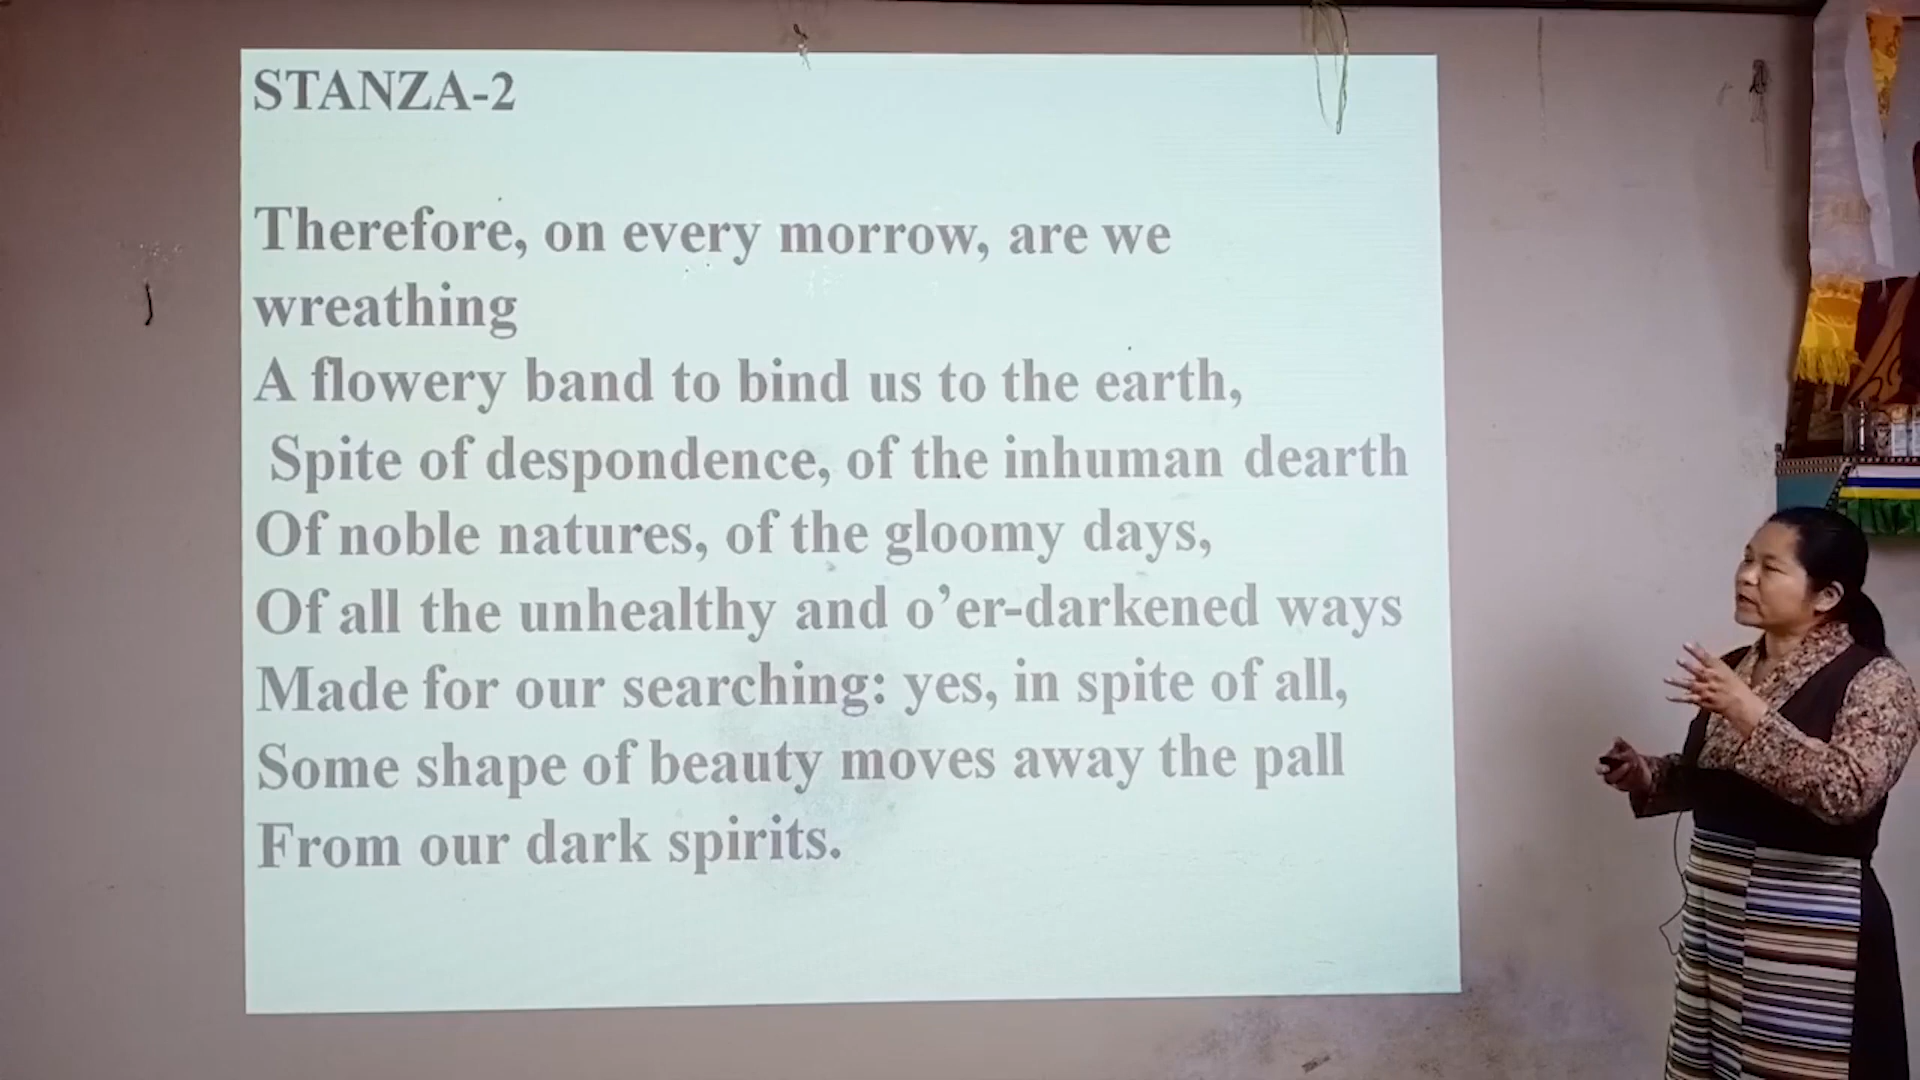 STANZA-2
Therefore, on every morrow, are we
wreathing
A flowery band to bind us to the earth,
Spite of despondence, of the inhuman dearth
Of noble natures, of the gloomy days,
Of all the unhealthy and o’er-darkened ways
Made for our searching: yes, in spite of all,
Some shape of beauty moves away the pall
From our dark spirits.